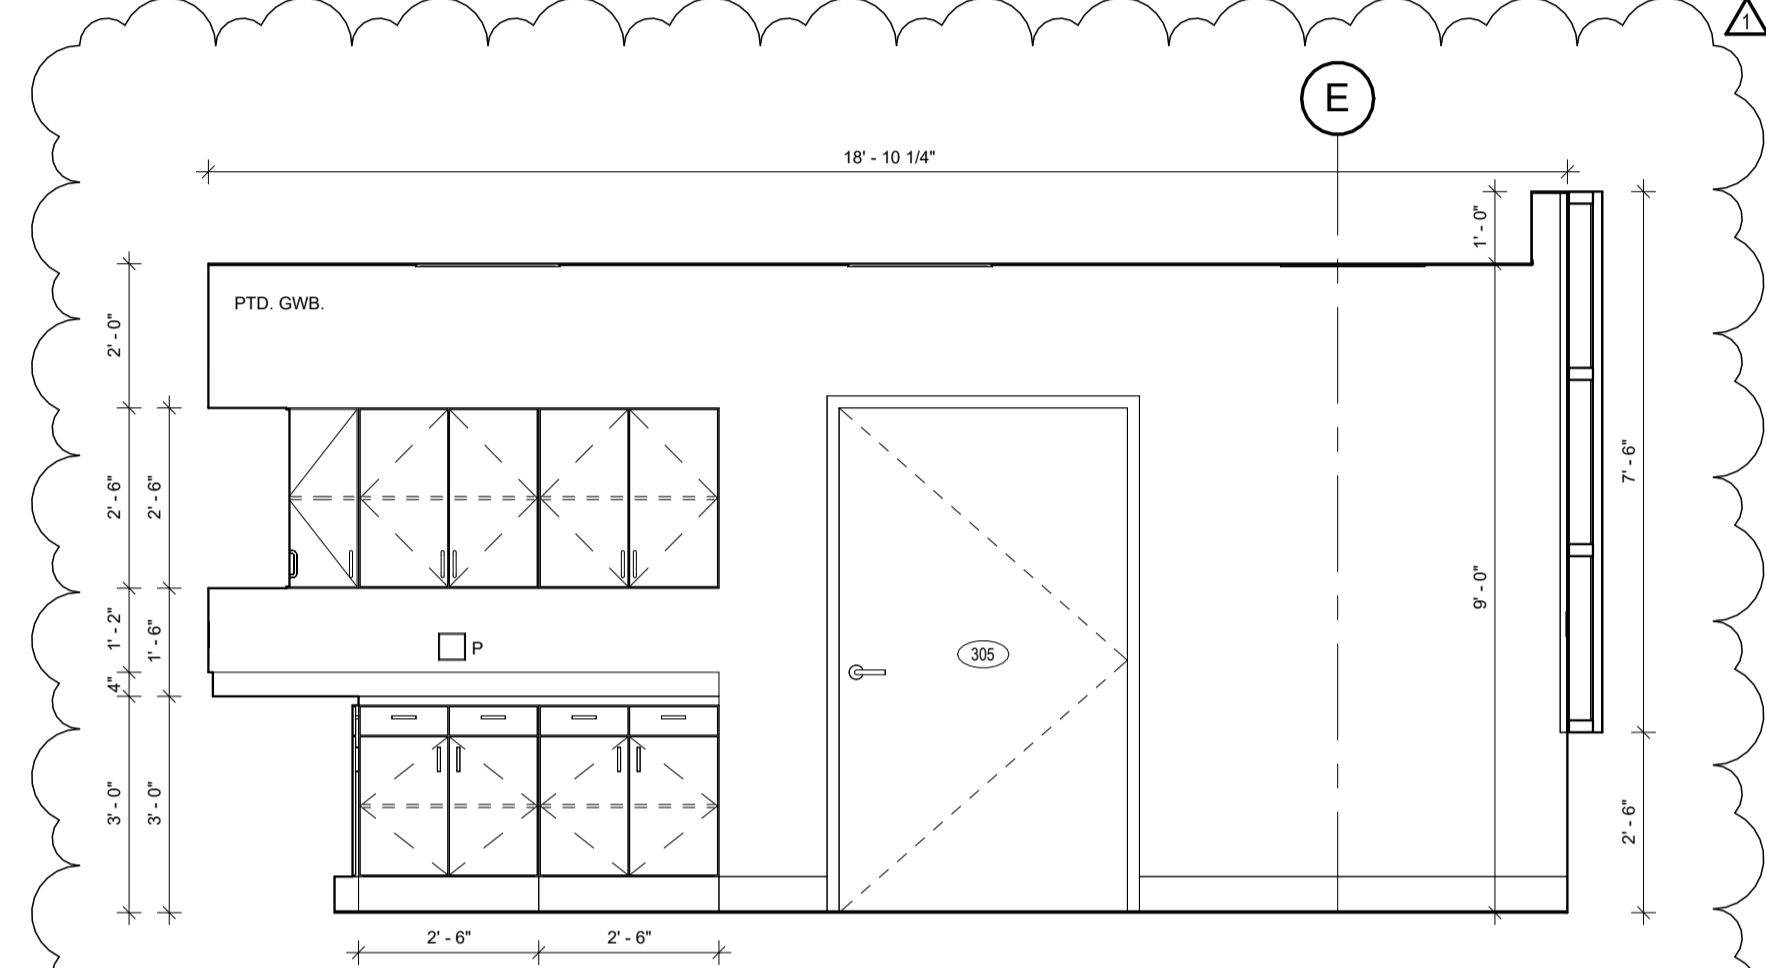 1
E
18' - 10 1/4"
1' - 0"
PTD. GWB.
2' - 0"
2' - 6"
2' - 6"
7' - 6"
9' - 0"
1' - 2"
1' - 6"
P
305
4"
3' - 0"
3' - 0"
2' - 6"
2' - 6"
2' - 6"